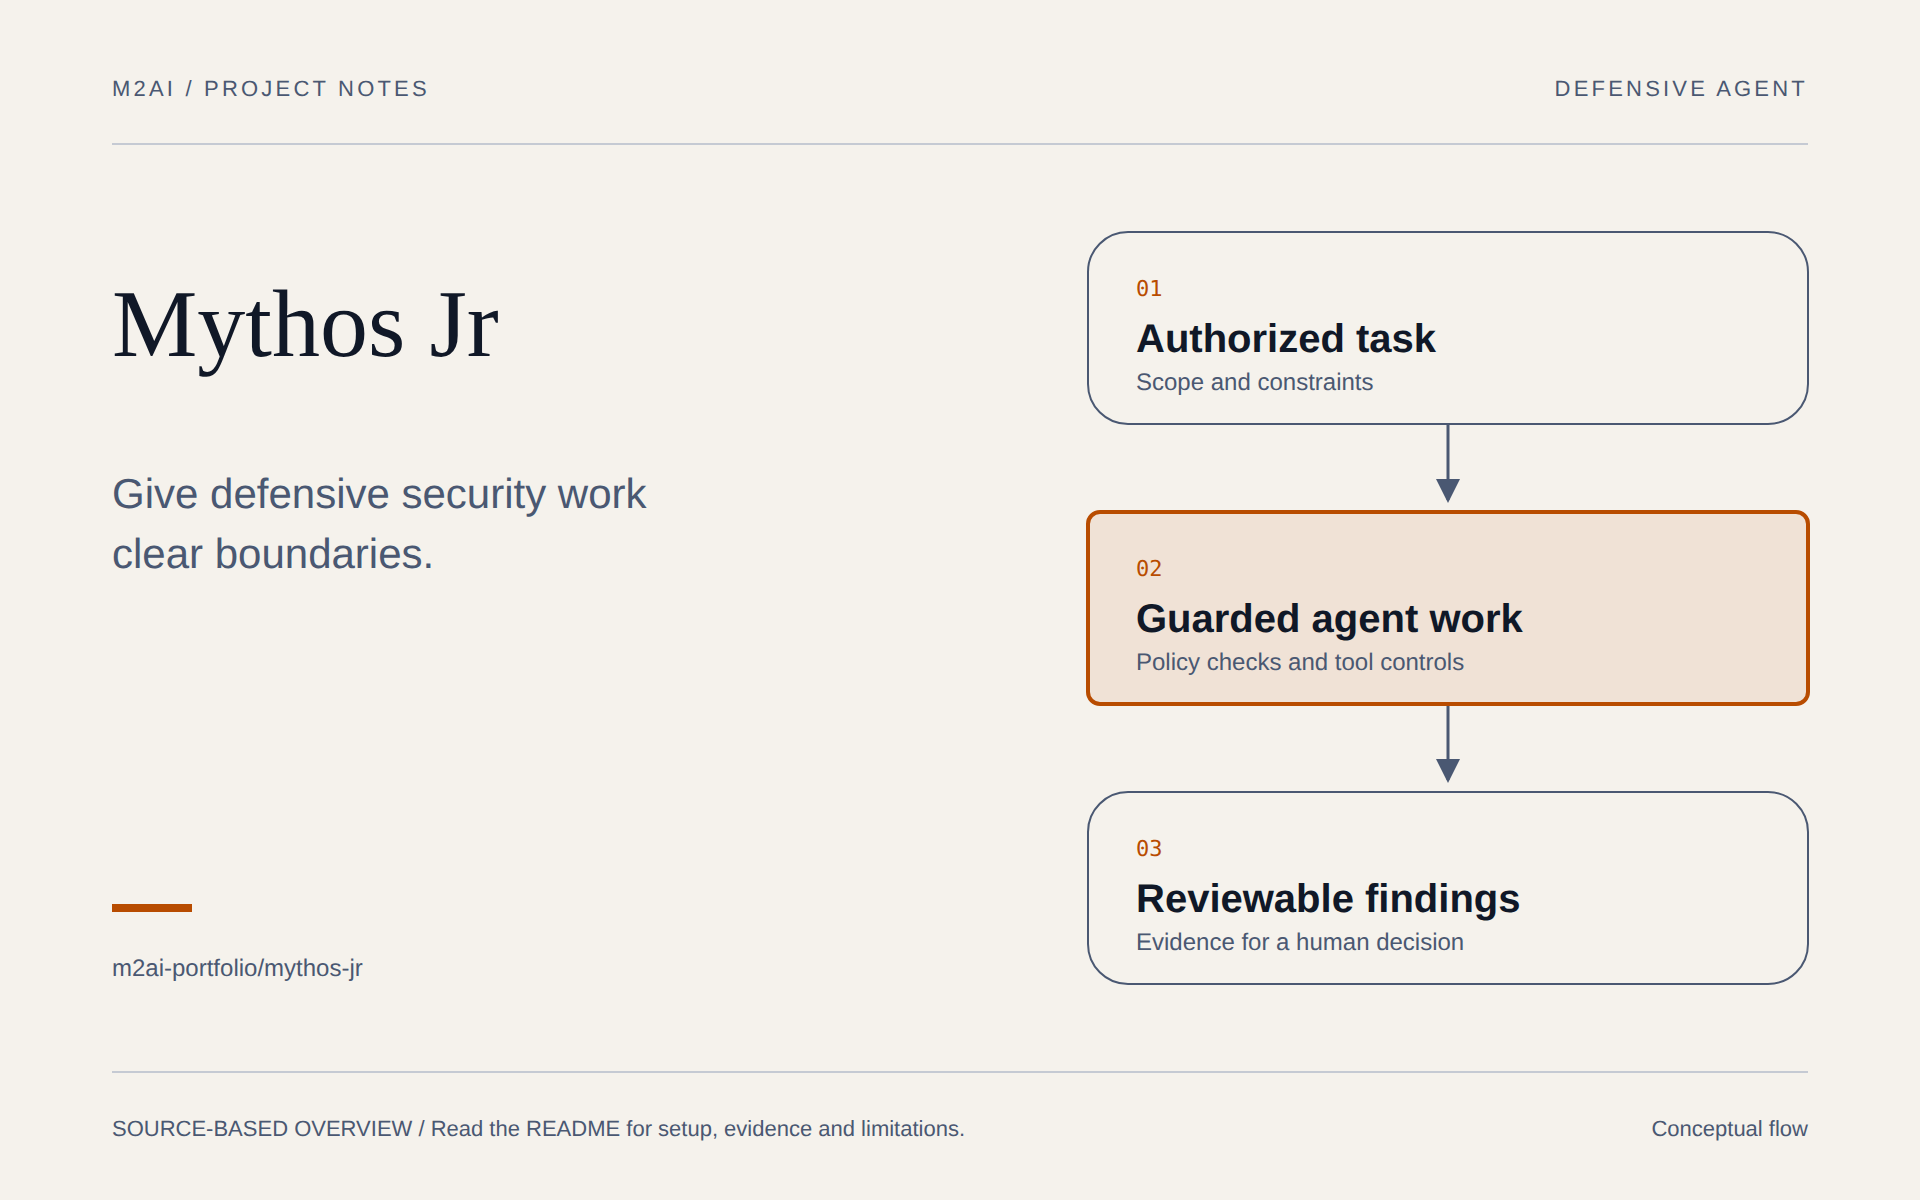 M2AI / PROJECT NOTES
DEFENSIVE AGENT
Mythos Jr
Give defensive security work
clear boundaries.
m2ai-portfolio/mythos-jr
01
Authorized task
Scope and constraints
02
Guarded agent work
Policy checks and tool controls
03
Reviewable findings
Evidence for a human decision
SOURCE-BASED OVERVIEW / Read the README for setup, evidence and limitations.
Conceptual flow